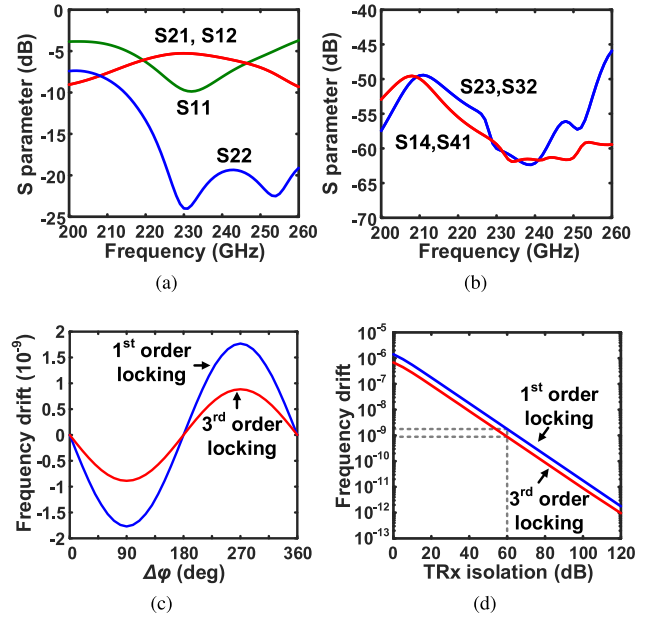 S parameter (dB)
0
-5
-10
-15
-20
-25
S21, S12
S11
S22
200 210 220 230 240 250 260
Frequency (GHz)
(a)
S parameter (dB)
-40
-50
-60
-70
S23,S32
S14,S41
200 210 220 230 240 250 260
Frequency (GHz)
(b)
Frequency drift (10⁻⁹)
2
1.5
1
0.5
0
-0.5
-1
-1.5
-2
1ˢᵗ order
locking
3ʳᵈ order
locking
0 90 180 270 360
Δφ (deg)
(c)
Frequency drift
10⁻⁵
10⁻⁶
10⁻⁷
10⁻⁸
10⁻⁹
10⁻¹⁰
10⁻¹¹
10⁻¹²
10⁻¹³
1ˢᵗ order
locking
3ʳᵈ order
locking
0 20 40 60 80 100 120
TRx isolation (dB)
(d)